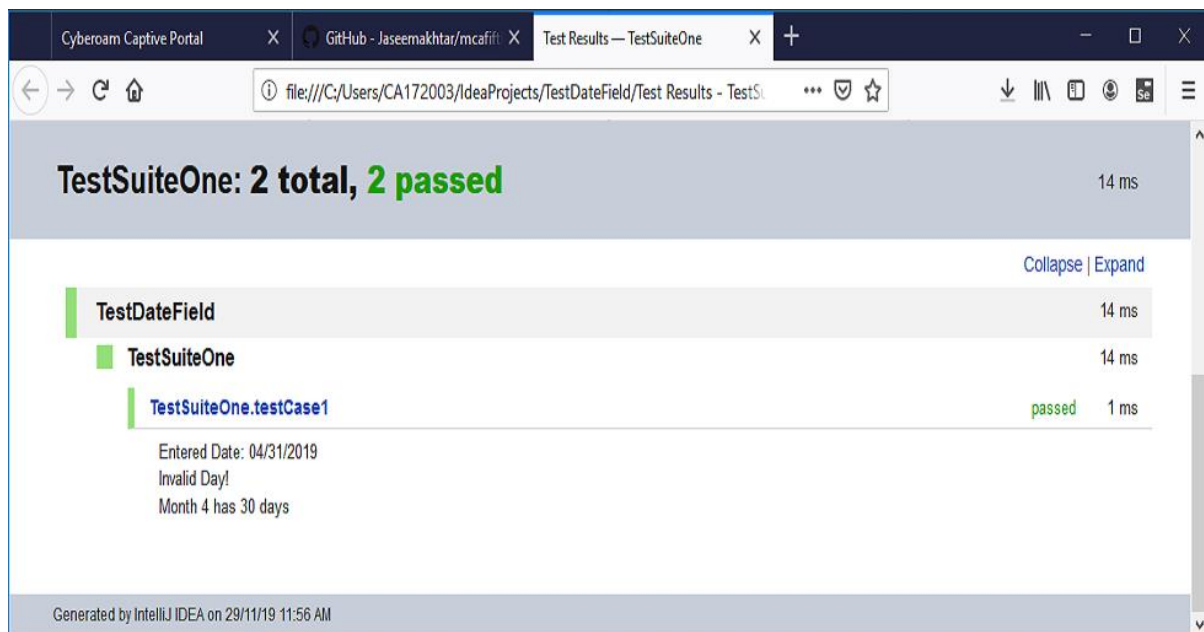 Cyberoam Captive Portal
GitHub - Jaseemakhtar/mcafift
Test Results — TestSuiteOne
file:///C:/Users/CA172003/IdeaProjects/TestDateField/Test Results - TestSu
Se
TestSuiteOne: 2 total, 2 passed
14 ms
Collapse | Expand
TestDateField
14 ms
TestSuiteOne
14 ms
TestSuiteOne.testCase1
passed
1 ms
Entered Date: 04/31/2019
Invalid Day!
Month 4 has 30 days
Generated by IntelliJ IDEA on 29/11/19 11:56 AM